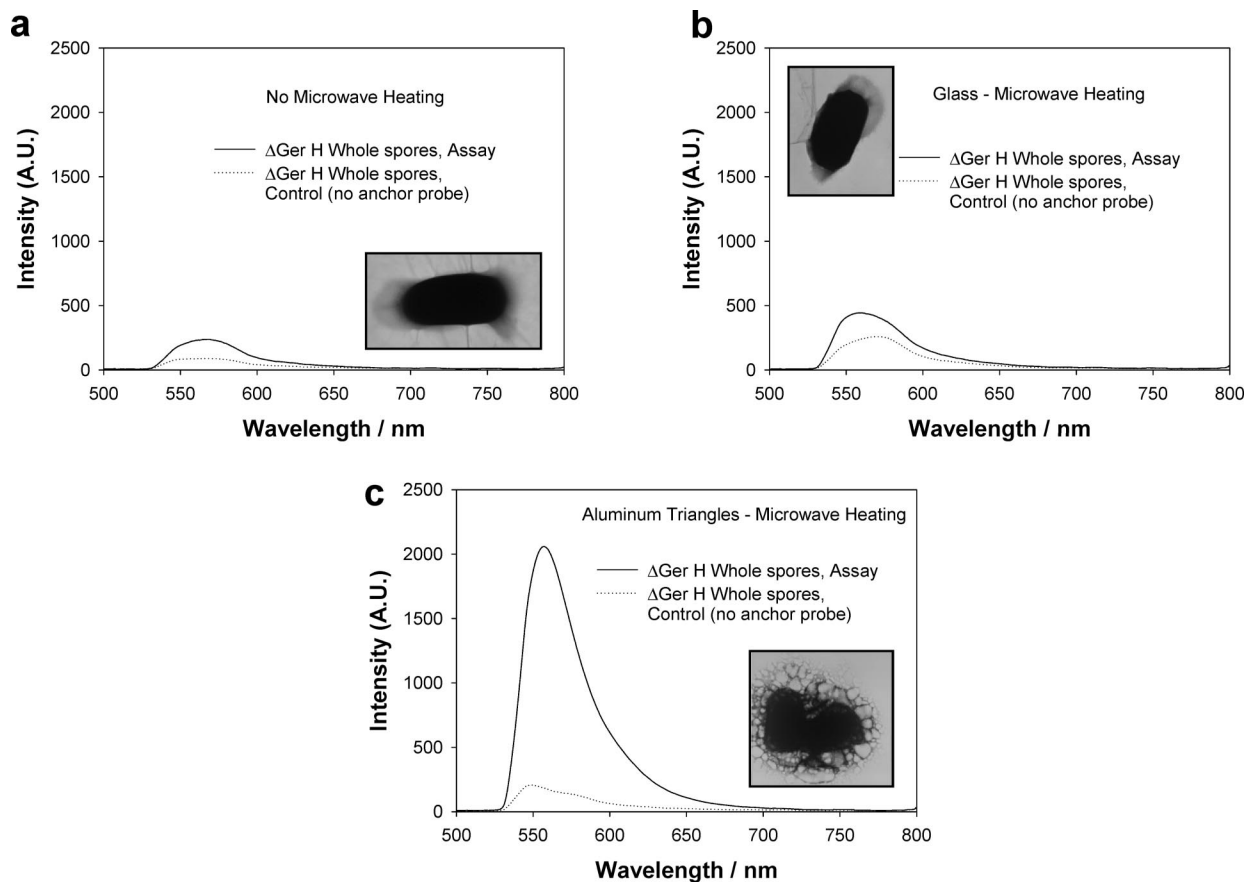 a
2500
2000
1500
1000
500
0
Intensity (A.U.)
No Microwave Heating
ΔGer H Whole spores, Assay
ΔGer H Whole spores,
Control (no anchor probe)
500 550 600 650 700 750 800
Wavelength / nm
b
2500
2000
1500
1000
500
0
Intensity (A.U.)
Glass - Microwave Heating
ΔGer H Whole spores, Assay
ΔGer H Whole spores,
Control (no anchor probe)
500 550 600 650 700 750 800
Wavelength / nm
c
2500
2000
1500
1000
500
0
Intensity (A.U.)
Aluminum Triangles - Microwave Heating
ΔGer H Whole spores, Assay
ΔGer H Whole spores,
Control (no anchor probe)
500 550 600 650 700 750 800
Wavelength / nm